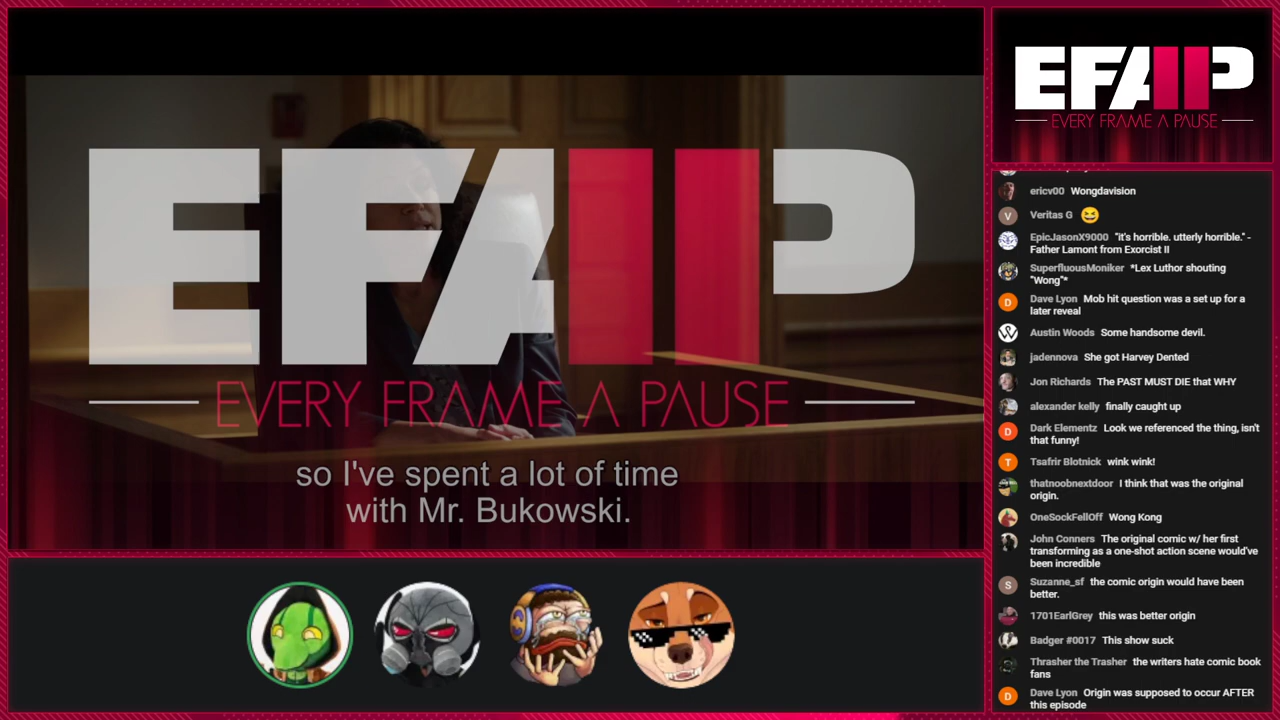 EFAP
EVERY FRAME A PAUSE
so I've spent a lot of time
with Mr. Bukowski.
EFAP
EVERY FRAME A PAUSE
ericv00 Wongdavision
V Veritas G
EpicJasonX9000 "it's horrible. utterly horrible." -
Father Lamont from Exorcist II
SuperfluousMoniker *Lex Luthor shouting
"Wong"*
D Dave Lyon Mob hit question was a set up for a
later reveal
W Austin Woods Some handsome devil.
jadennova She got Harvey Dented
Jon Richards The PAST MUST DIE that WHY
alexander kelly finally caught up
D Dark Elementz Look we referenced the thing, isn't
that funny!
T Tsafrir Blotnick wink wink!
thatnoobnextdoor I think that was the original
origin.
OneSockFellOff Wong Kong
John Conners The original comic w/ her first
transforming as a one-shot action scene would've
been incredible
S Suzanne_sf the comic origin would have been
better.
1701EarlGrey this was better origin
Badger #0017 This show suck
Thrasher the Trasher the writers hate comic book
fans
D Dave Lyon Origin was supposed to occur AFTER
this episode